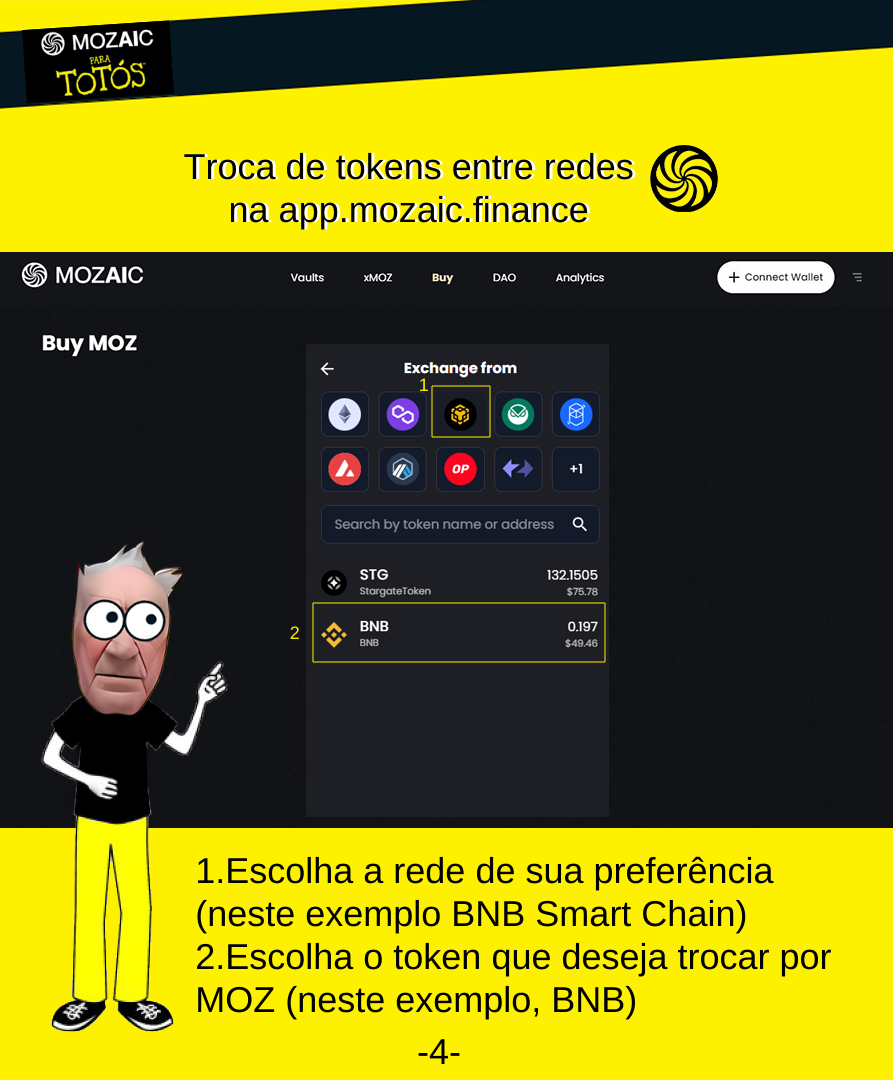 MOZAIC
PARA
TOTÓS
Troca de tokens entre redes
na app.mozaic.finance
MOZAIC
Vaults
xMOZ
Buy
DAO
Analytics
Connect Wallet
Buy MOZ
Exchange from
1
OP
+1
Search by token name or address
STG 132.1505
StargateToken $75.78
2
BNB 0.197
BNB $49.46
1.Escolha a rede de sua preferência
(neste exemplo BNB Smart Chain)
2.Escolha o token que deseja trocar por
MOZ (neste exemplo, BNB)
-4-